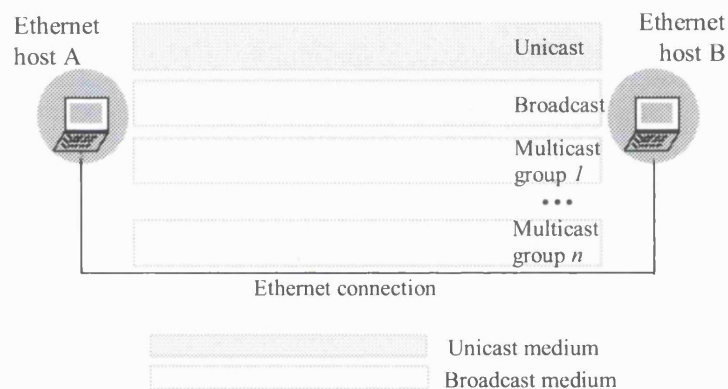 Ethernet
host A
Ethernet
host B
Unicast
Broadcast
Multicast
group 1
•••
Multicast
group n
Ethernet connection
Unicast medium
Broadcast medium